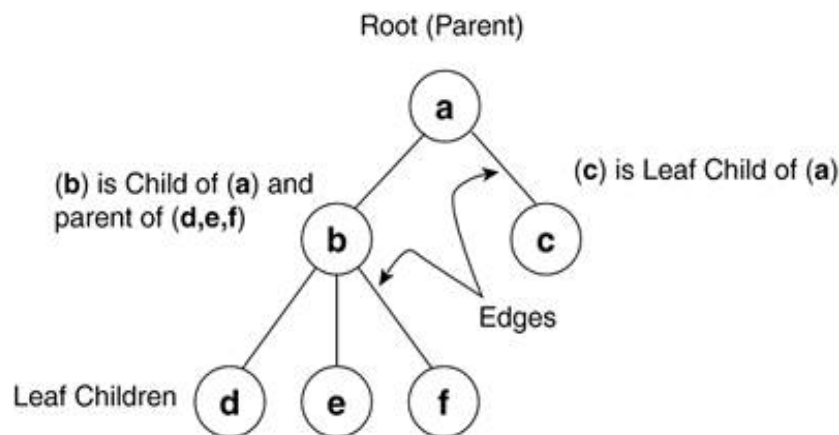 Root (Parent)
a
(b) is Child of (a) and
parent of (d,e,f)
(c) is Leaf Child of (a)
b
c
Edges
Leaf Children
d
e
f